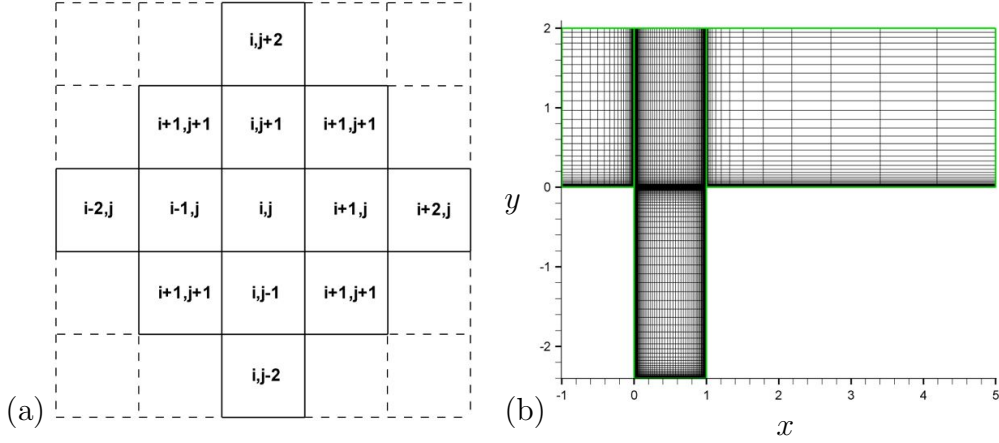 i,j+2
i+1,j+1 i,j+1 i+1,j+1
i-2,j i-1,j i,j i+1,j i+2,j
i+1,j+1 i,j-1 i+1,j+1
i,j-2
(a)
2
1
0
-1
-2
y
-1 0 1 2 3 4 5
x
(b)